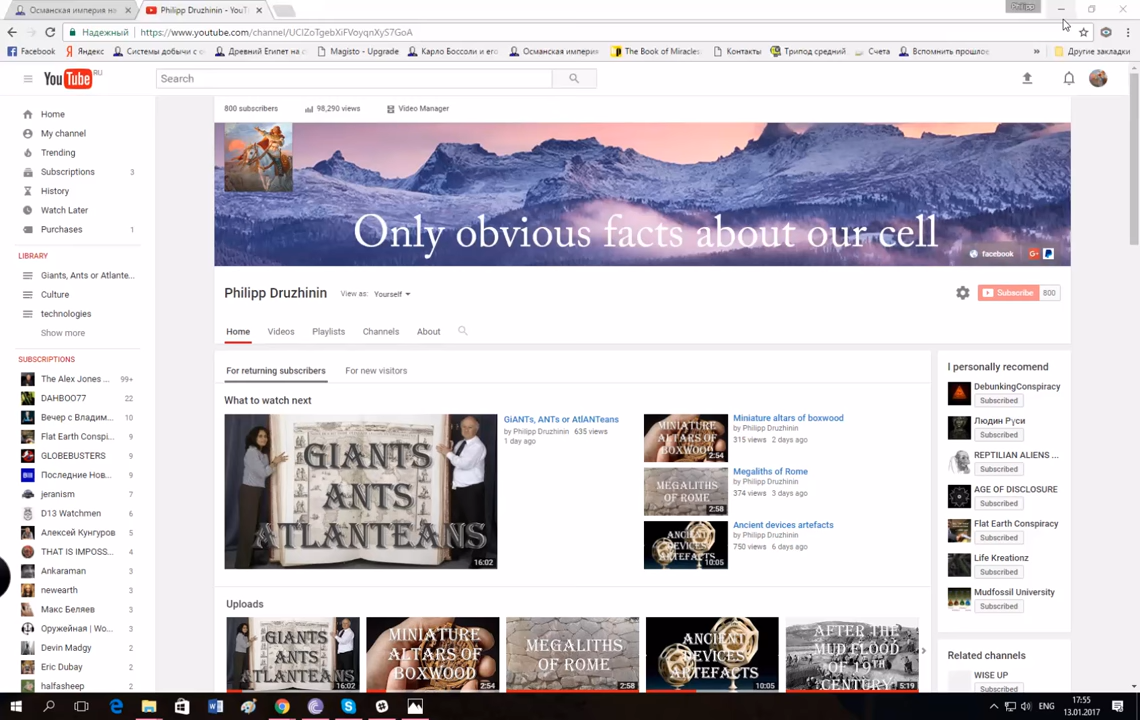 Османская империя на
Philipp Druzhinin - YouT
Philipp
Надежный
https://www.youtube.com/channel/UCIZoTgebXiFVoyqnXyS7GoA
Facebook
Яндекс
Системы добычи с
Древний Египет на с
Magisto - Upgrade
Карло Боссоли и его
Османская империя
The Book of Miracles
Контакты
Трипод средний
Счета
Вспомнить прошлое
»
Другие закладки
YouTube RU
Search
Home
My channel
Trending
Subscriptions 3
History
Watch Later
Purchases 1
LIBRARY
Giants, Ants or Atlante...
Culture
technologies
Show more
SUBSCRIPTIONS
The Alex Jones ... 99+
DAHBOO77 22
Вечер с Владим... 10
Flat Earth Conspi... 9
GLOBEBUSTERS 9
Последние Нов... 9
jeranism 7
D13 Watchmen 6
Алексей Кунгуров 5
THAT IS IMPOSS... 4
Ankaraman 3
newearth 3
Макс Беляев 3
Оружейная | Wo... 3
Devin Madgy 2
Eric Dubay 2
halfasheep 2
800 subscribers
98,290 views
Video Manager
Only obvious facts about our cell
facebook
G+
Philipp Druzhinin
View as: Yourself
Subscribe 800
Home Videos Playlists Channels About
For returning subscribers
For new visitors
What to watch next
GIANTS
ANTS
ATLANTEANS
16:02
GiANTs, ANTs or AtlANTeans
by Philipp Druzhinin 635 views
1 day ago
MINIATURE
ALTARS OF
BOXWOOD
2:54
Miniature altars of boxwood
by Philipp Druzhinin
315 views 2 days ago
MEGALITHS
OF ROME
2:58
Megaliths of Rome
by Philipp Druzhinin
374 views 3 days ago
ANCIENT
DEVICES
ARTEFACTS
10:05
Ancient devices artefacts
by Philipp Druzhinin
750 views 6 days ago
Uploads
GIANTS
ANTS
ATLANTEANS
16:02
MINIATURE
ALTARS OF
BOXWOOD
2:54
MEGALITHS
OF ROME
2:58
ANCIENT
DEVICES
ARTEFACTS
10:05
AFTER THE
MUD FLOOD
OF 19TH
CENTURY
5:19
I personally recomend
DebunkingConspiracy
Subscribed
Людин Рүси
Subscribed
REPTILIAN ALIENS ...
Subscribed
AGE OF DISCLOSURE
Subscribed
Flat Earth Conspiracy
Subscribed
Life Kreationz
Subscribed
Mudfossil University
Subscribed
Related channels
WISE UP
Subscribed
ENG
17:55
13.01.2017